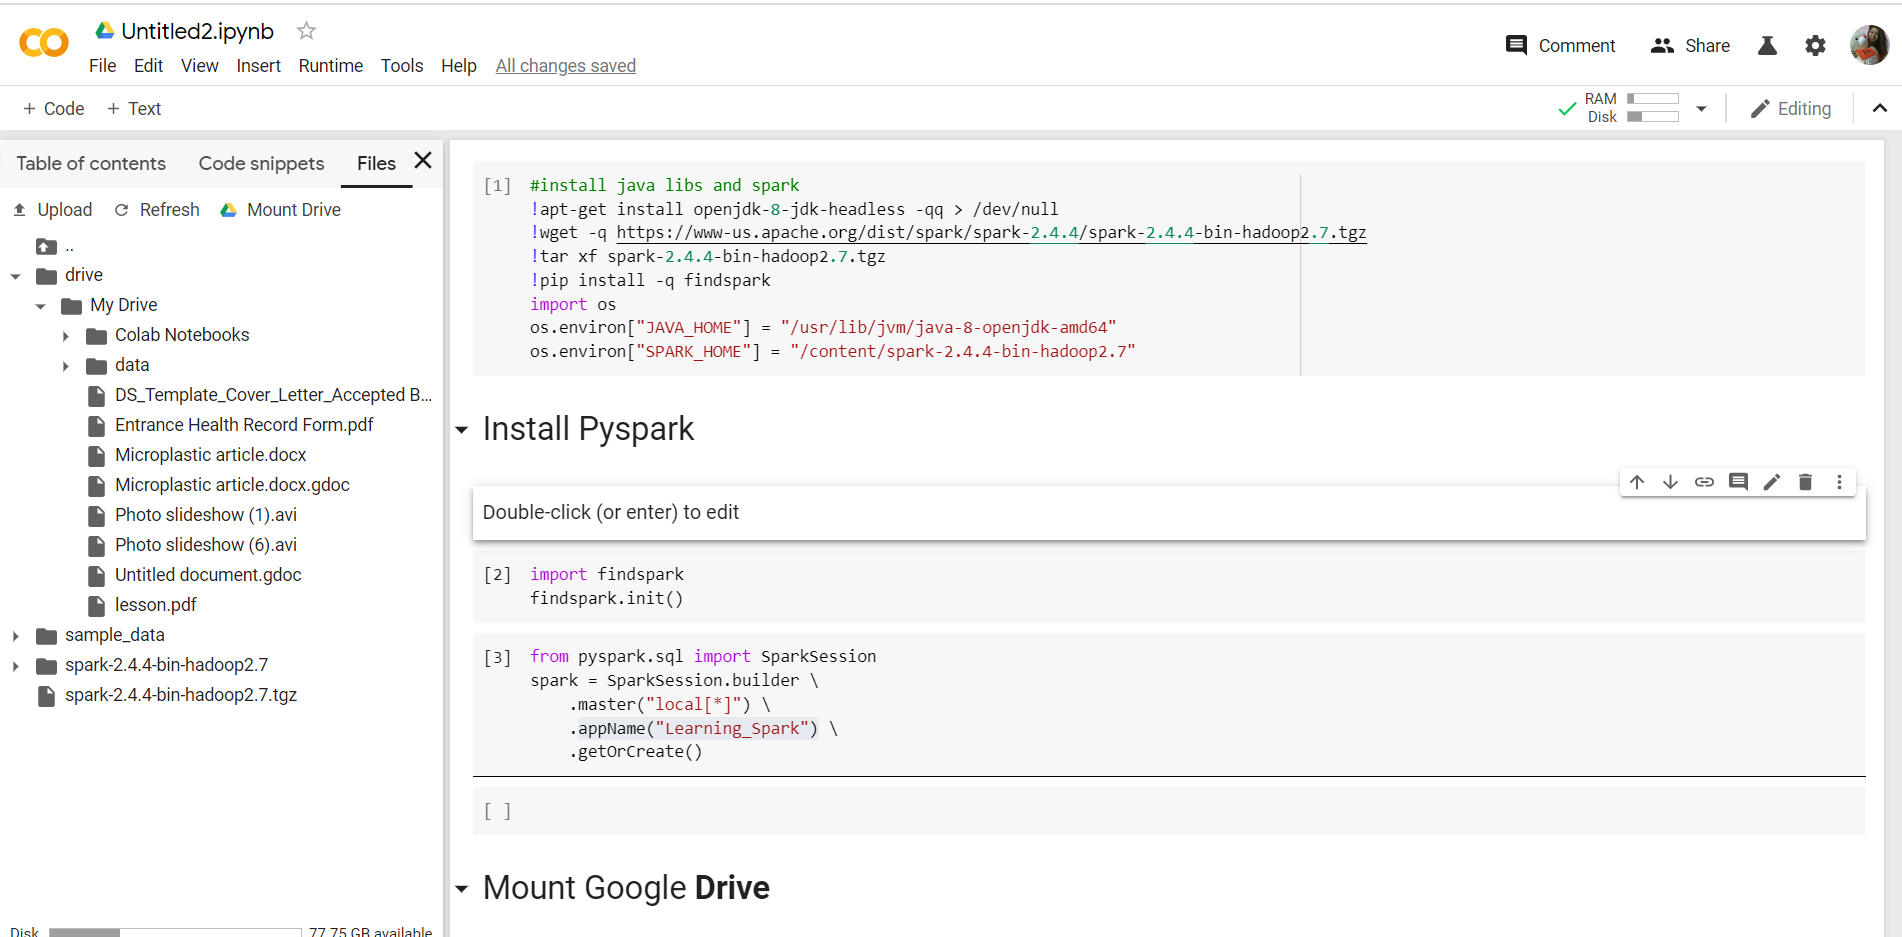 Untitled2.ipynb
File Edit View Insert Runtime Tools Help All changes saved
Comment Share
+ Code + Text
RAM
Disk
Editing
Table of contents Code snippets Files
Upload Refresh Mount Drive
..
drive
My Drive
Colab Notebooks
data
DS_Template_Cover_Letter_Accepted B...
Entrance Health Record Form.pdf
Microplastic article.docx
Microplastic article.docx.gdoc
Photo slideshow (1).avi
Photo slideshow (6).avi
Untitled document.gdoc
lesson.pdf
sample_data
spark-2.4.4-bin-hadoop2.7
spark-2.4.4-bin-hadoop2.7.tgz
Disk 77.75 GB available
[1] #install java libs and spark
!apt-get install openjdk-8-jdk-headless -qq > /dev/null
!wget -q https://www-us.apache.org/dist/spark/spark-2.4.4/spark-2.4.4-bin-hadoop2.7.tgz
!tar xf spark-2.4.4-bin-hadoop2.7.tgz
!pip install -q findspark
import os
os.environ["JAVA_HOME"] = "/usr/lib/jvm/java-8-openjdk-amd64"
os.environ["SPARK_HOME"] = "/content/spark-2.4.4-bin-hadoop2.7"
Install Pyspark
Double-click (or enter) to edit
[2] import findspark
findspark.init()
[3] from pyspark.sql import SparkSession
spark = SparkSession.builder \
.master("local[*]") \
.appName("Learning_Spark") \
.getOrCreate()
[ ]
Mount Google Drive